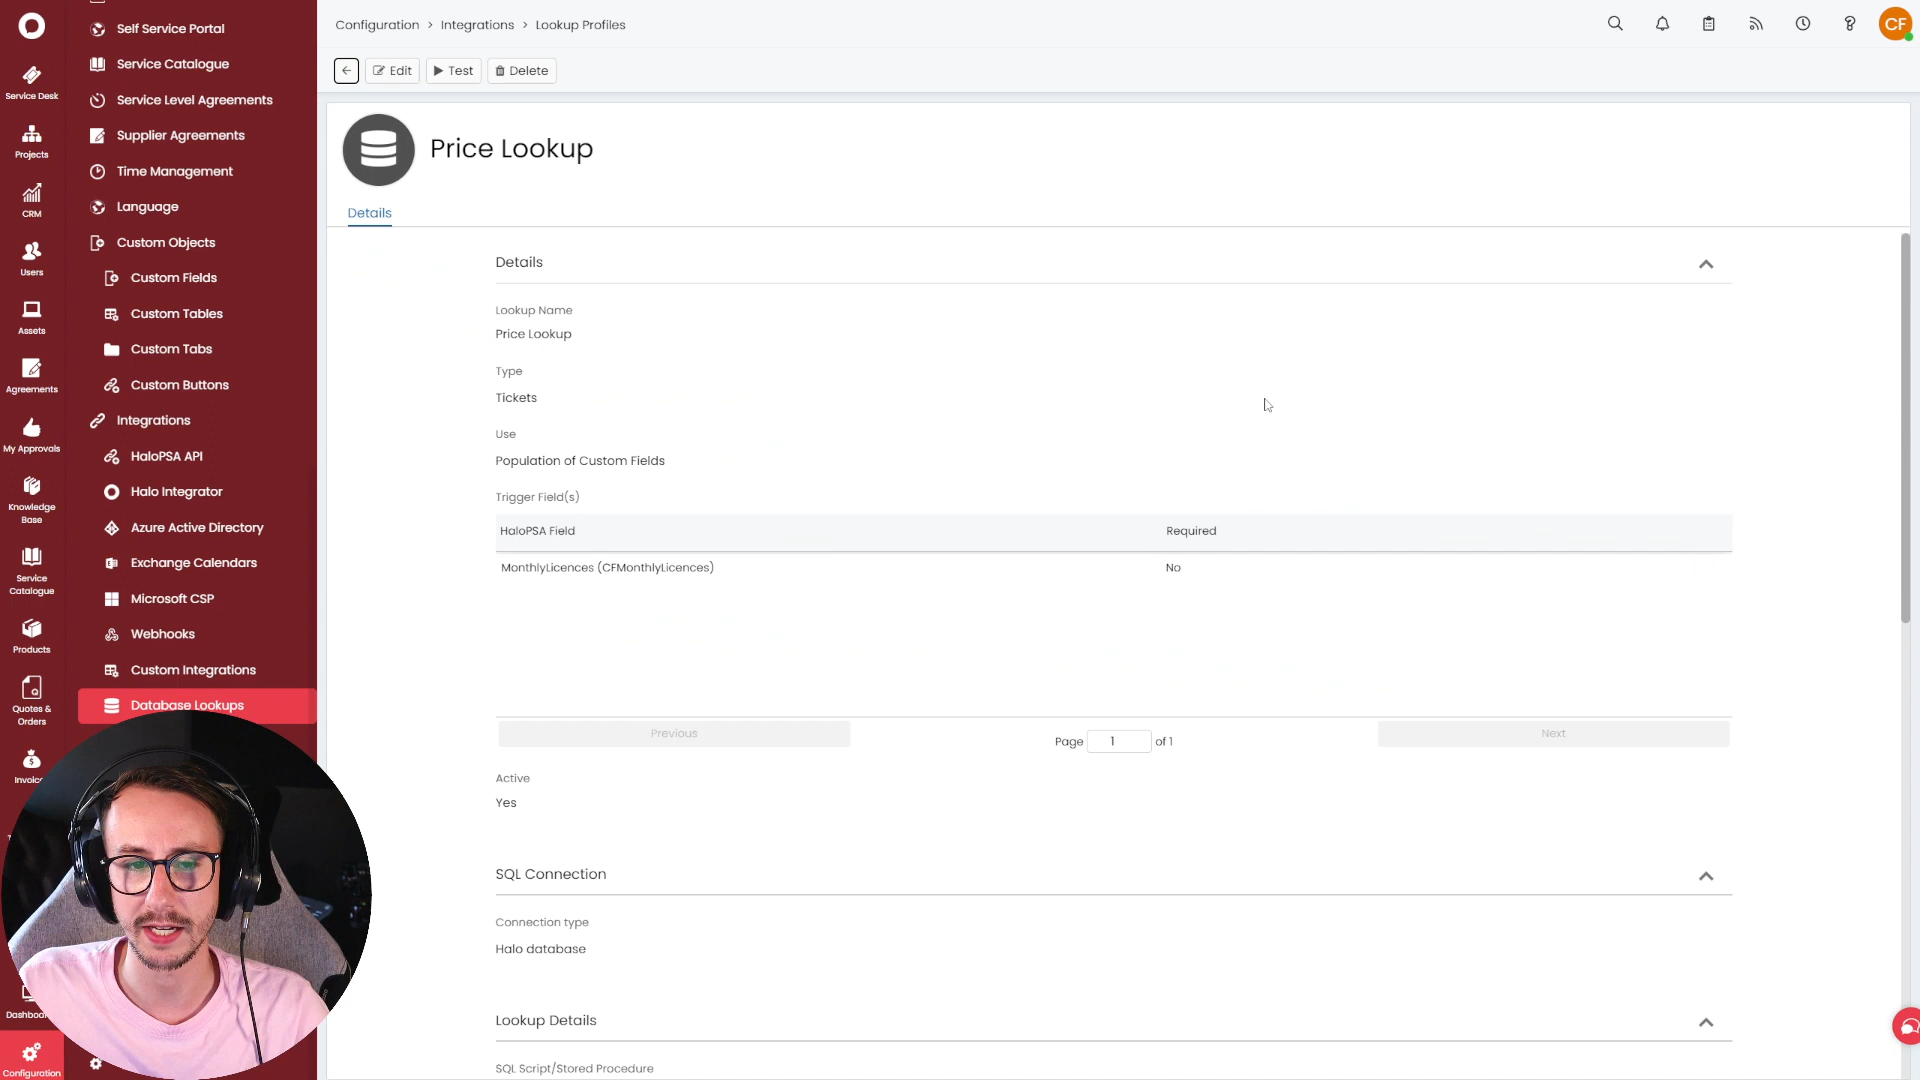 Configuration > Integrations > Lookup Profiles
CF
Edit
Test
Delete
Service Desk
Projects
CRM
Users
Assets
Agreements
My Approvals
Knowledge
Base
Service
Catalogue
Products
Quotes &
Orders
Configuration
Self Service Portal
Service Catalogue
Service Level Agreements
Supplier Agreements
Time Management
Language
Custom Objects
Custom Fields
Custom Tables
Custom Tabs
Custom Buttons
Integrations
HaloPSA API
Halo Integrator
Azure Active Directory
Exchange Calendars
Microsoft CSP
Webhooks
Custom Integrations
Database Lookups
Price Lookup
Details
Details
Lookup Name
Price Lookup
Type
Tickets
Use
Population of Custom Fields
Trigger Field(s)
HaloPSA Field Required
MonthlyLicences (CFMonthlyLicences) No
Previous Page 1 of 1 Next
Active
Yes
SQL Connection
Connection type
Halo database
Lookup Details
SQL Script/Stored Procedure